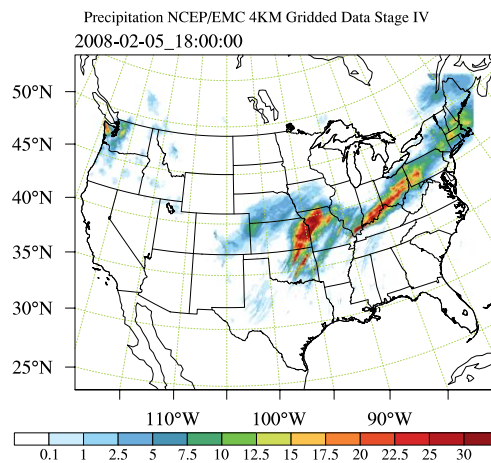 Precipitation NCEP/EMC 4KM Gridded Data Stage IV
2008-02-05_18:00:00
50°N
45°N
40°N
35°N
30°N
25°N
110°W 100°W 90°W
0.1 1 2.5 5 7.5 10 12.5 15 17.5 20 22.5 25 30